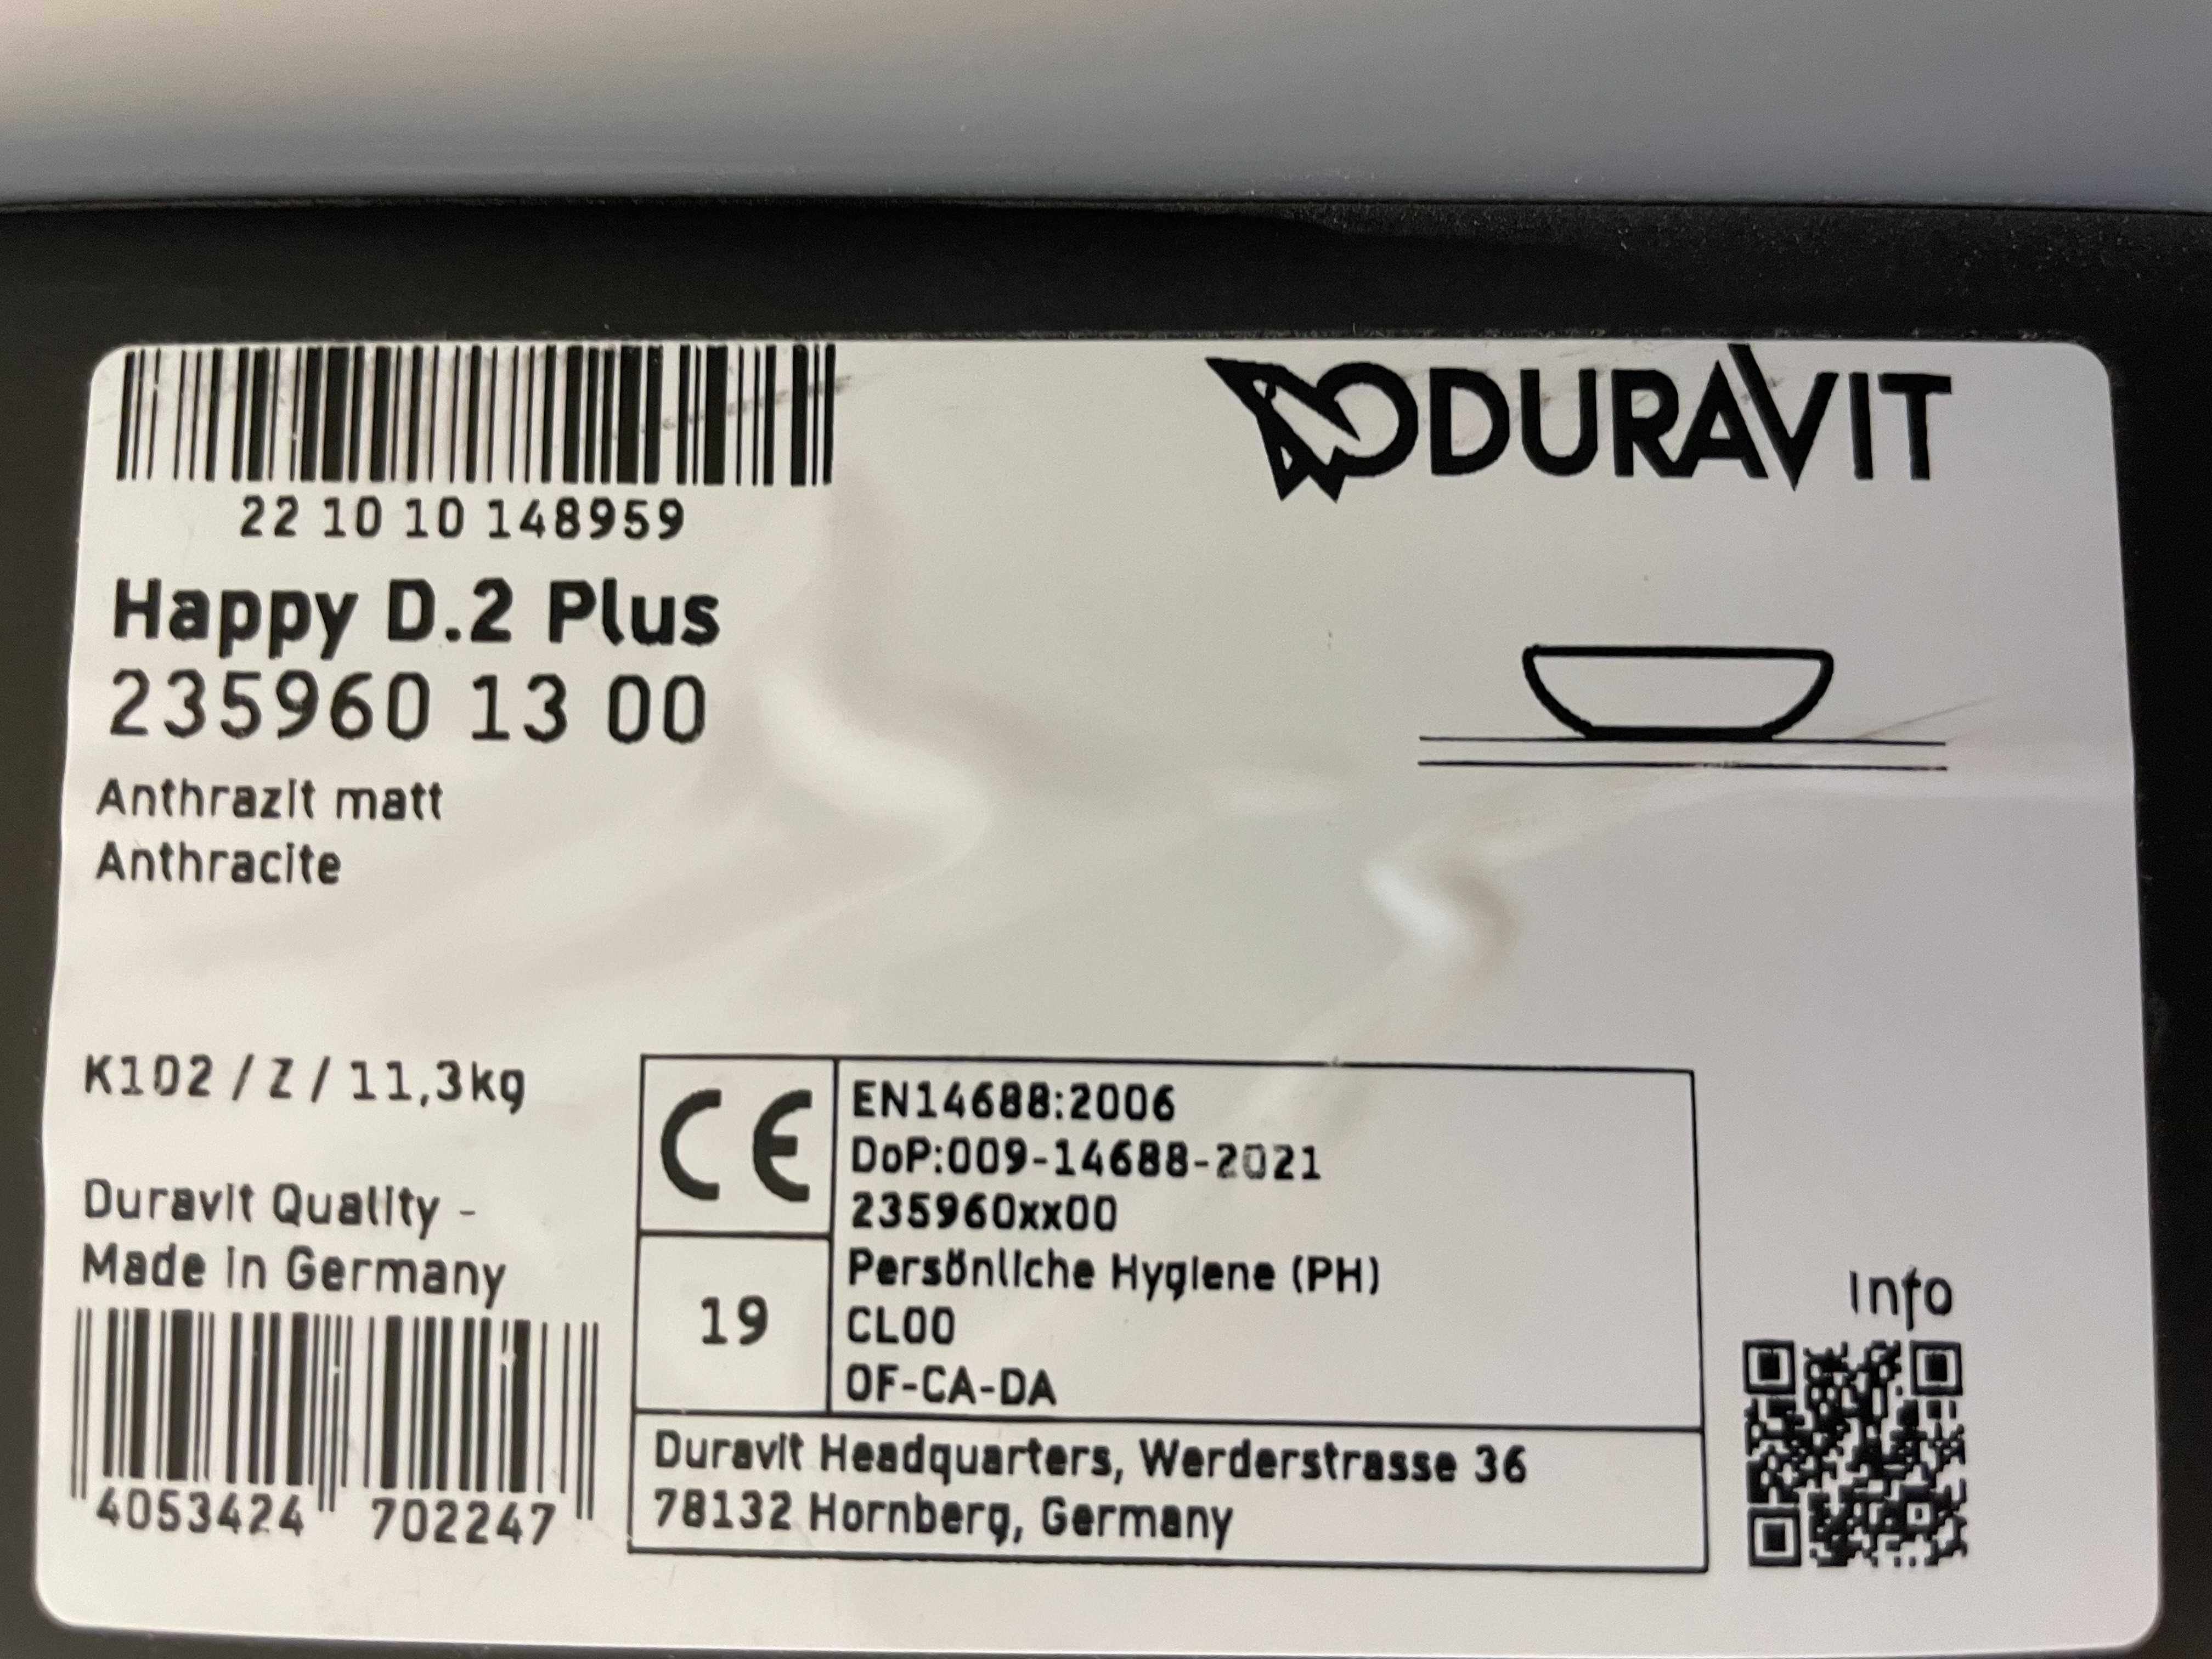 DURAVIT
22 10 10 148959
Happy D.2 Plus
235960 13 00
Anthrazit matt
Anthracite
K102 / Z / 11,3kg
Duravit Quality -
Made in Germany
4053424 702247
CE
19
EN14688:2006
DoP:009-14688-2021
235960xx00
Persönliche Hygiene (PH)
CL00
OF-CA-DA
Duravit Headquarters, Werderstrasse 36
78132 Hornberg, Germany
Info